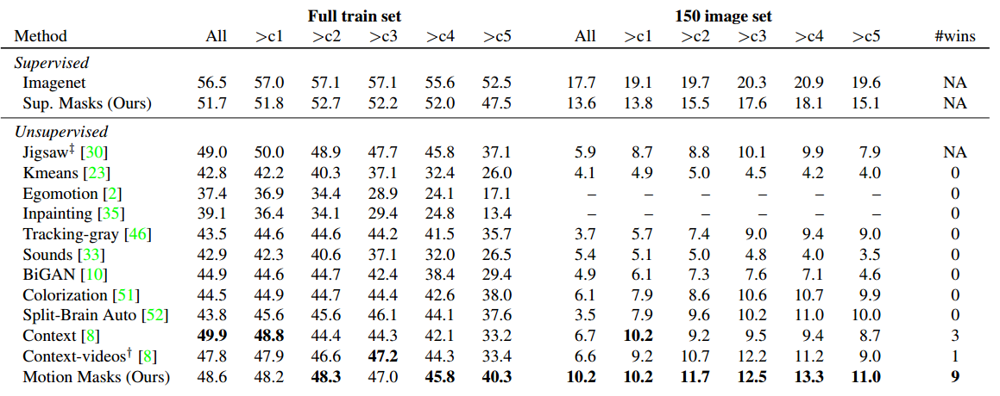 Full train set 150 image set
Method All >c1 >c2 >c3 >c4 >c5 All >c1 >c2 >c3 >c4 >c5 #wins
Supervised
Imagenet 56.5 57.0 57.1 57.1 55.6 52.5 17.7 19.1 19.7 20.3 20.9 19.6 NA
Sup. Masks (Ours) 51.7 51.8 52.7 52.2 52.0 47.5 13.6 13.8 15.5 17.6 18.1 15.1 NA
Unsupervised
Jigsaw‡ [30] 49.0 50.0 48.9 47.7 45.8 37.1 5.9 8.7 8.8 10.1 9.9 7.9 NA
Kmeans [23] 42.8 42.2 40.3 37.1 32.4 26.0 4.1 4.9 5.0 4.5 4.2 4.0 0
Egomotion [2] 37.4 36.9 34.4 28.9 24.1 17.1 – – – – – – 0
Inpainting [35] 39.1 36.4 34.1 29.4 24.8 13.4 – – – – – – 0
Tracking-gray [46] 43.5 44.6 44.6 44.2 41.5 35.7 3.7 5.7 7.4 9.0 9.4 9.0 0
Sounds [33] 42.9 42.3 40.6 37.1 32.0 26.5 5.4 5.1 5.0 4.8 4.0 3.5 0
BiGAN [10] 44.9 44.6 44.7 42.4 38.4 29.4 4.9 6.1 7.3 7.6 7.1 4.6 0
Colorization [51] 44.5 44.9 44.7 44.4 42.6 38.0 6.1 7.9 8.6 10.6 10.7 9.9 0
Split-Brain Auto [52] 43.8 45.6 45.6 46.1 44.1 37.6 3.5 7.9 9.6 10.2 11.0 10.0 0
Context [8] 49.9 48.8 44.4 44.3 42.1 33.2 6.7 10.2 9.2 9.5 9.4 8.7 3
Context-videos† [8] 47.8 47.9 46.6 47.2 44.3 33.4 6.6 9.2 10.7 12.2 11.2 9.0 1
Motion Masks (Ours) 48.6 48.2 48.3 47.0 45.8 40.3 10.2 10.2 11.7 12.5 13.3 11.0 9